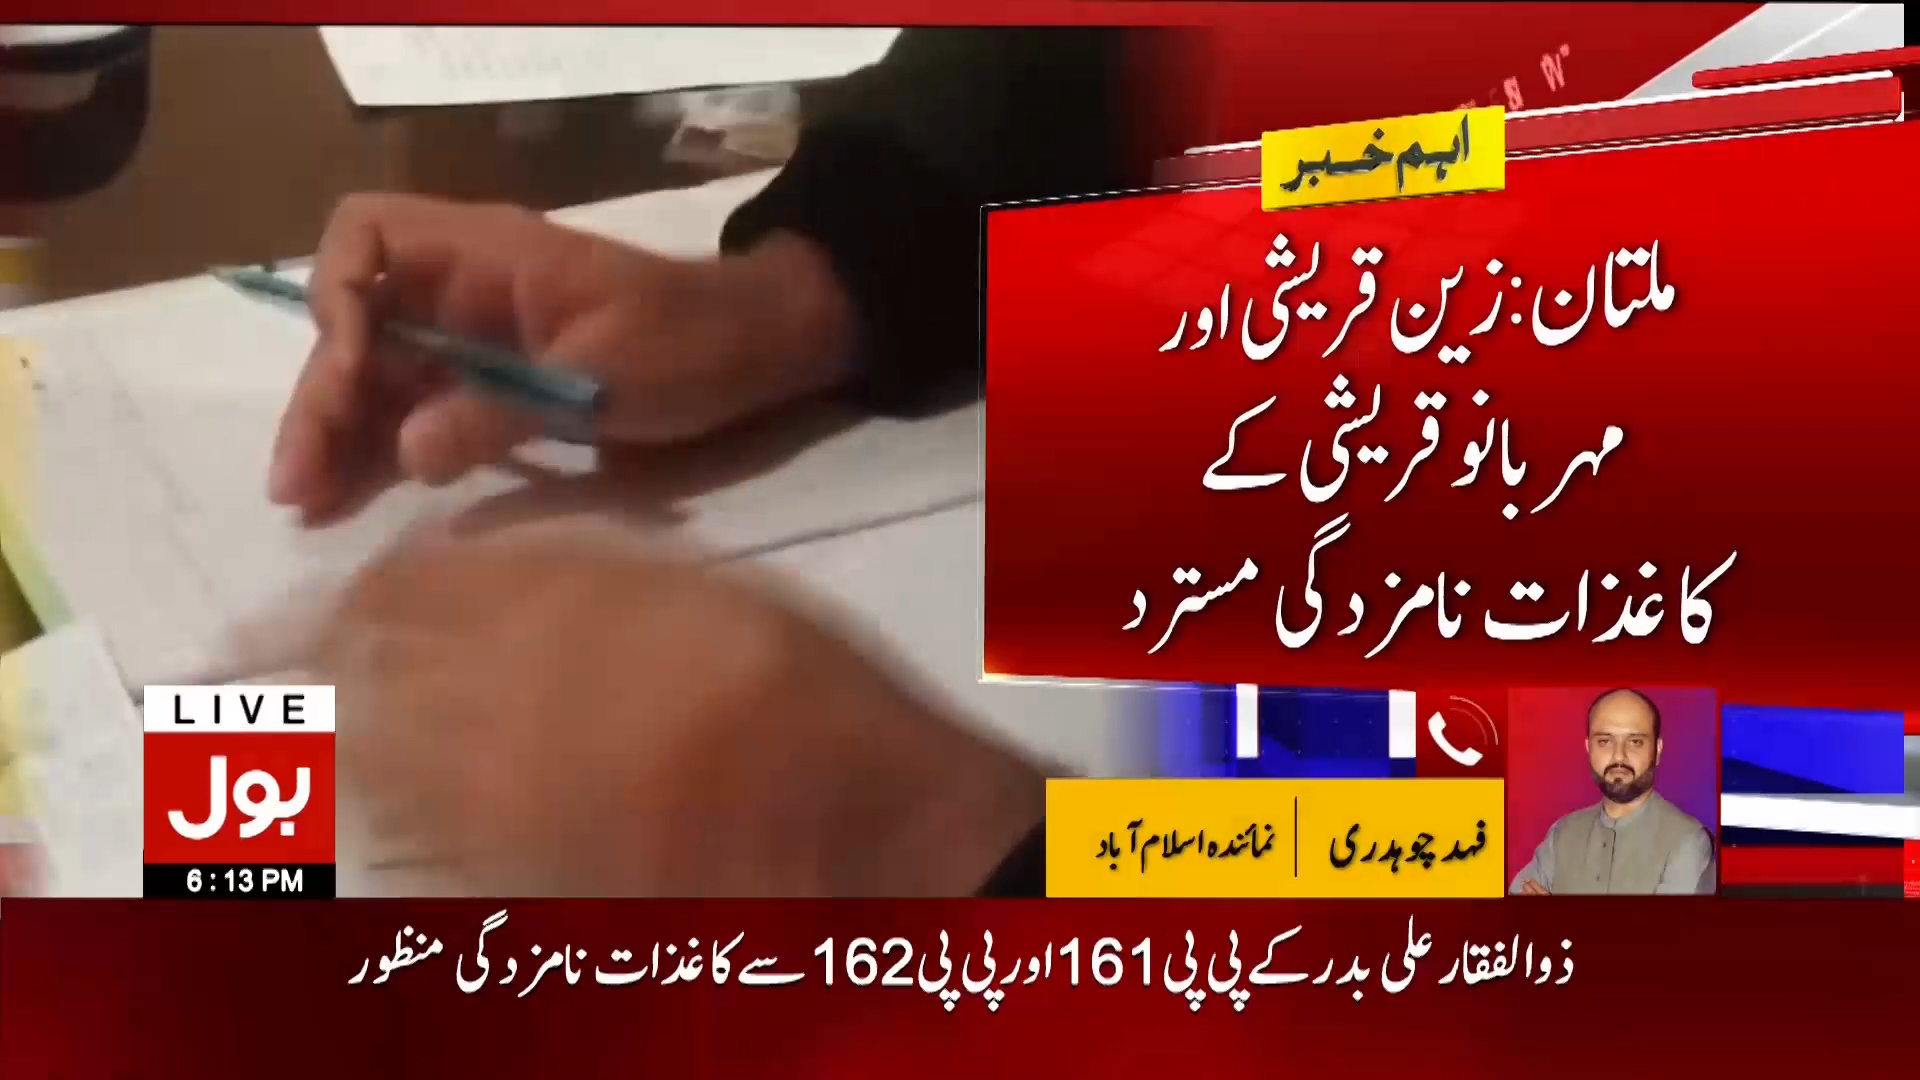 اہم خبر
ملتان: زین قریشی اور
مہر بانو قریشی کے
کاغذات نامزدگی مسترد
فہد چوہدری | نمائندہ اسلام آباد
LIVE
بول
6:13 PM
ذوالفقار علی بدر کے پی پی 161 اور پی پی 162 سے کاغذات نامزدگی منظور